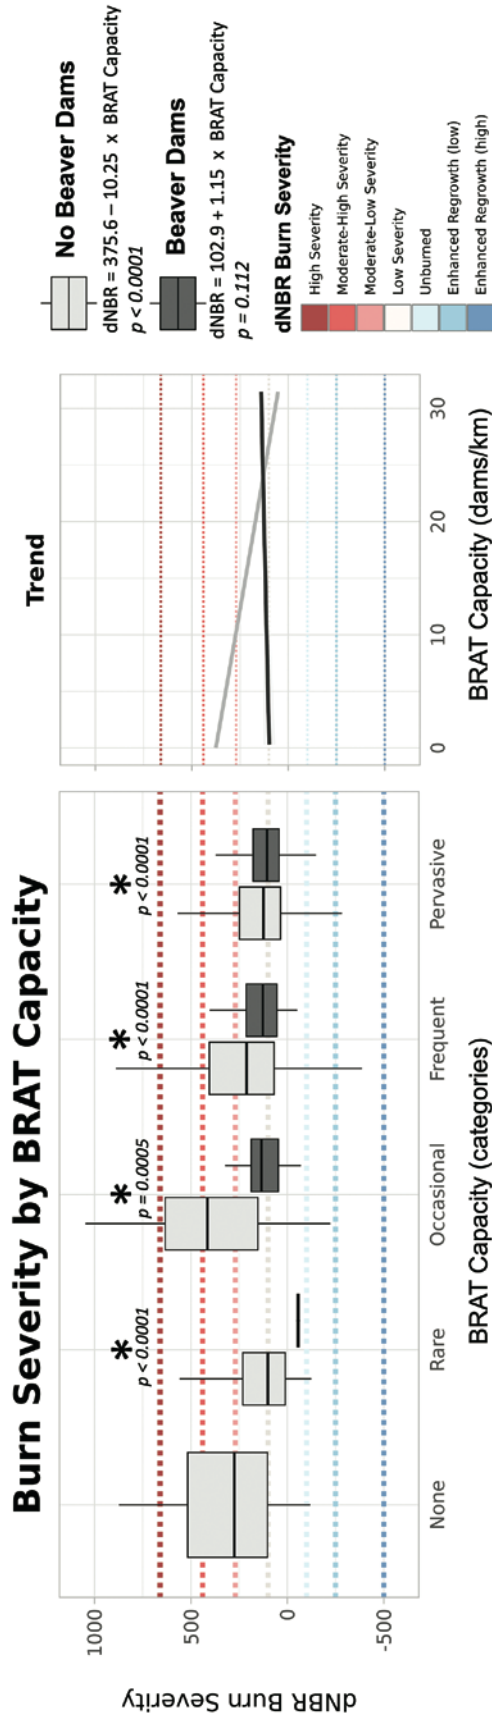 Burn Severity by BRAT Capacity
dNBR Burn Severity
1000
500
0
-500
*
p < 0.0001
*
p = 0.0005
*
p < 0.0001
*
p < 0.0001
None
Rare
Occasional
Frequent
Pervasive
BRAT Capacity (categories)
Trend
0
10
20
30
BRAT Capacity (dams/km)
No Beaver Dams
dNBR = 375.6 – 10.25 x BRAT Capacity
p < 0.0001
Beaver Dams
dNBR = 102.9 + 1.15 x BRAT Capacity
p = 0.112
dNBR Burn Severity
High Severity
Moderate-High Severity
Moderate-Low Severity
Low Severity
Unburned
Enhanced Regrowth (low)
Enhanced Regrowth (high)